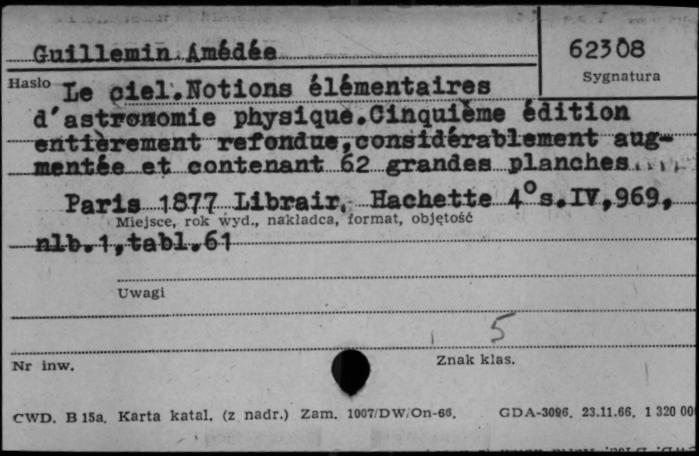 Guillemin Amédée
62308
Sygnatura
Hasło
Le ciel.Notions élémentaires
d'astronomie physique.Cinquième édition
entièrement refondue,considérablement aug-
mentée et contenant 62 grandes planches....
Paris 1877 Librair. Hachette 4°s.IV,969,
Miejsce, rok wyd., nakładca, format, objętość
nlb.1,tabl.61
Uwagi
5
Nr inw.
Znak klas.
CWD. B 15a. Karta katal. (z nadr.) Zam. 1007/DW/On-66. GDA-3096. 23.11.66. 1 320 00